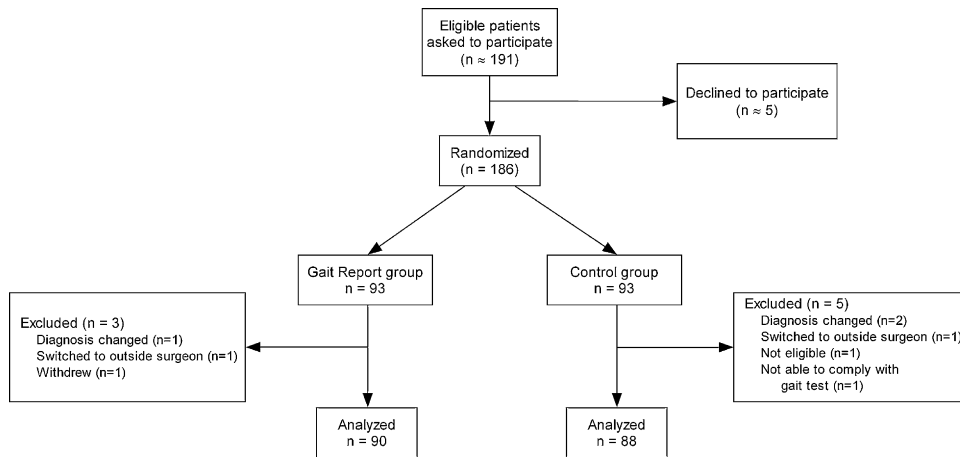 Eligible patients
asked to participate
(n ≈ 191)
Declined to participate
(n ≈ 5)
Randomized
(n = 186)
Gait Report group
n = 93
Control group
n = 93
Excluded (n = 3)
Diagnosis changed (n=1)
Switched to outside surgeon (n=1)
Withdrew (n=1)
Excluded (n = 5)
Diagnosis changed (n=2)
Switched to outside surgeon (n=1)
Not eligible (n=1)
Not able to comply with
gait test (n=1)
Analyzed
n = 90
Analyzed
n = 88